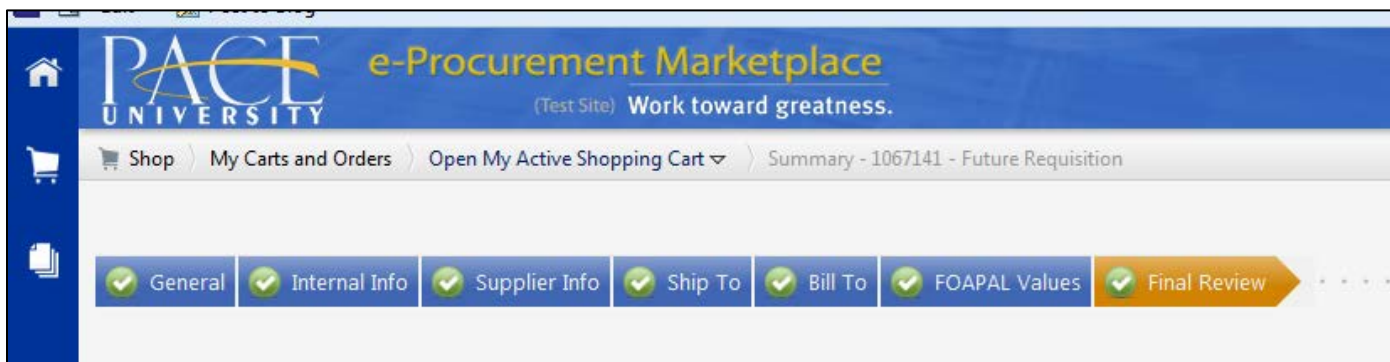 PACE
UNIVERSITY
e-Procurement Marketplace
(Test Site) Work toward greatness.
Shop My Carts and Orders Open My Active Shopping Cart Summary - 1067141 - Future Requisition
General Internal Info Supplier Info Ship To Bill To FOAPAL Values Final Review